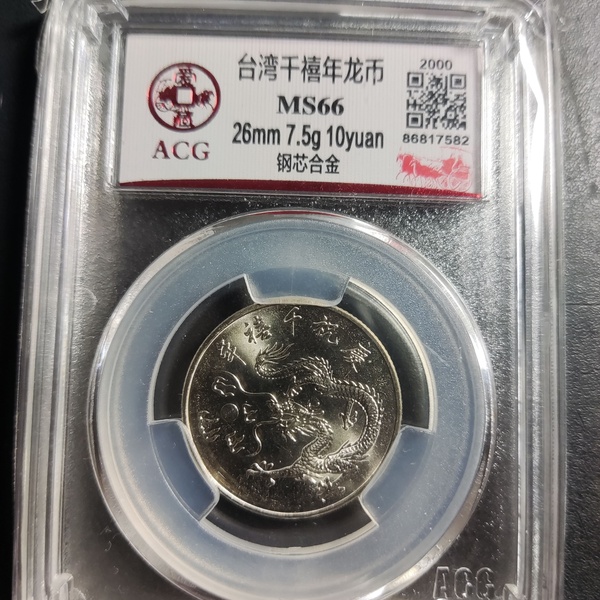 台湾千禧年龙币
MS66
26mm 7.5g 10yuan
钢芯合金
ACG
2000
86817582
年禧千祝慶
ACG